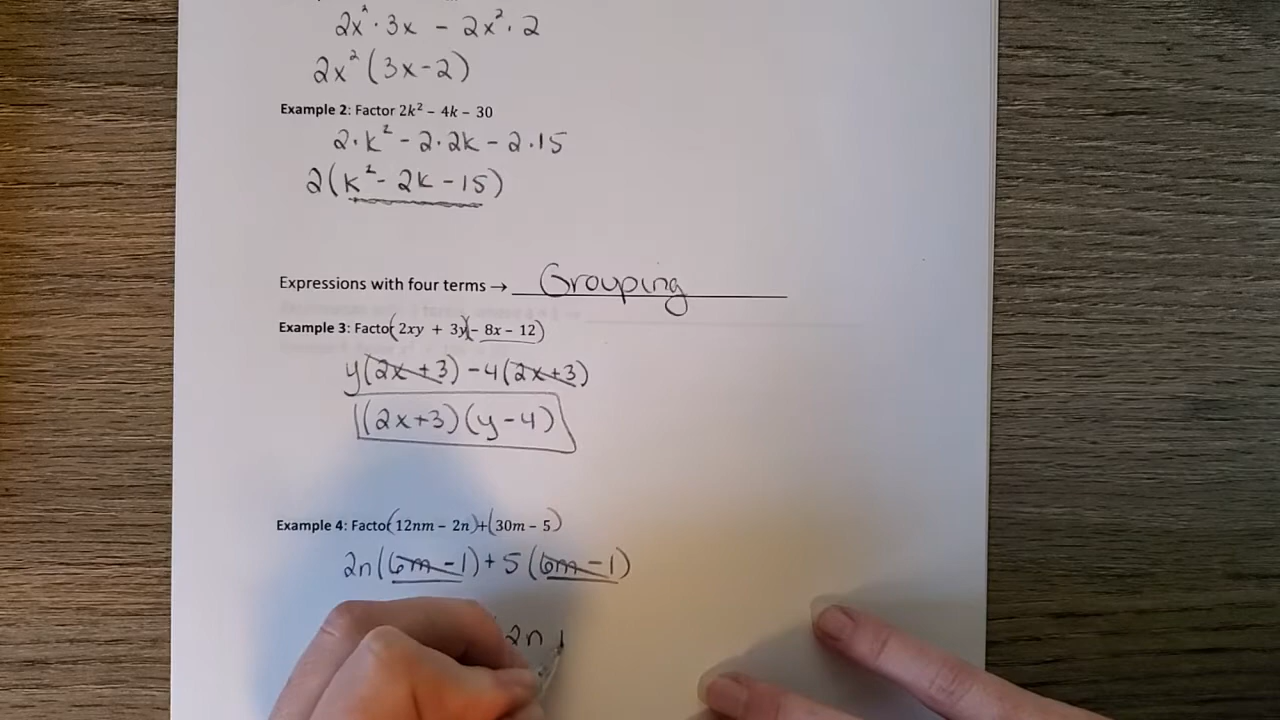 2x² · 3x - 2x² · 2
2x² (3x-2)
Example 2: Factor 2k² − 4k − 30
2·k² - 2·2k - 2·15
2(k² - 2k - 15)
Expressions with four terms → Grouping
Example 3: Facto(2xy + 3y)(− 8x − 12)
y(2x+3) -4(2x+3)
(2x+3)(y-4)
Example 4: Facto(12nm − 2n)+(30m − 5)
2n(6m-1)+5(6m-1)
2n